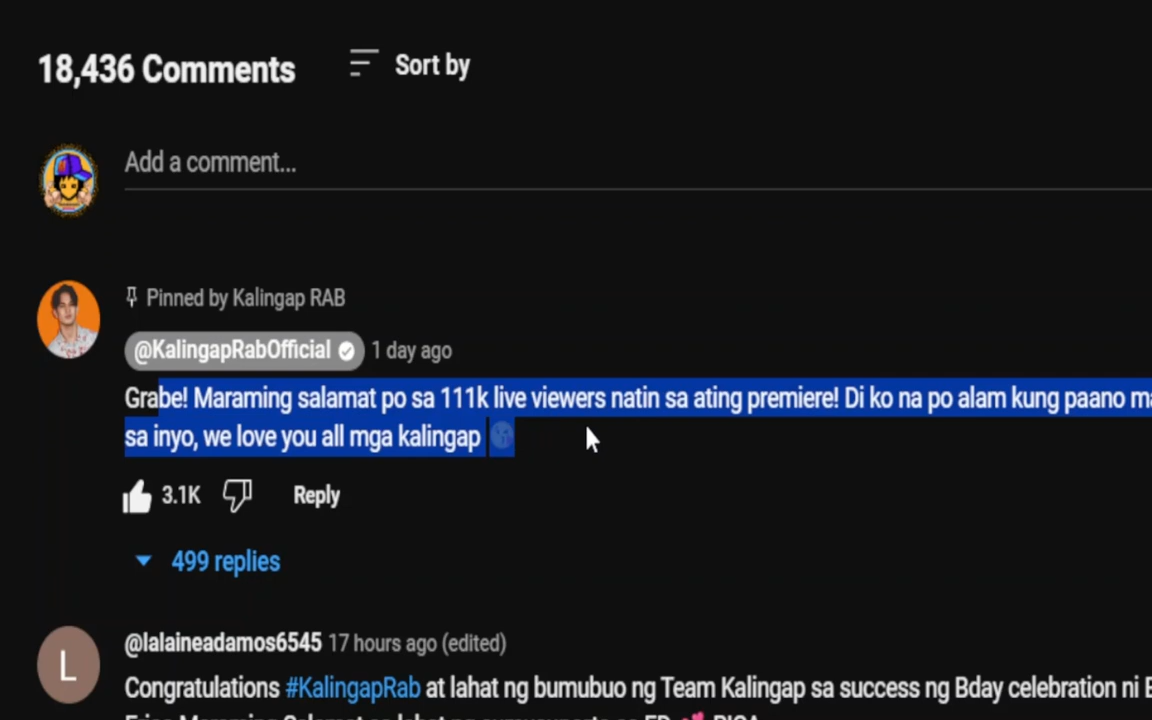 18,436 Comments
Sort by
Add a comment...
Pinned by Kalingap RAB
@KalingapRabOfficial 1 day ago
Grabe! Maraming salamat po sa 111k live viewers natin sa ating premiere! Di ko na po alam kung paano
sa inyo, we love you all mga kalingap
3.1K Reply
499 replies
L
@lalaineadamos6545 17 hours ago (edited)
Congratulations #KalingapRab at lahat ng bumubuo ng Team Kalingap sa success ng Bday celebration ni